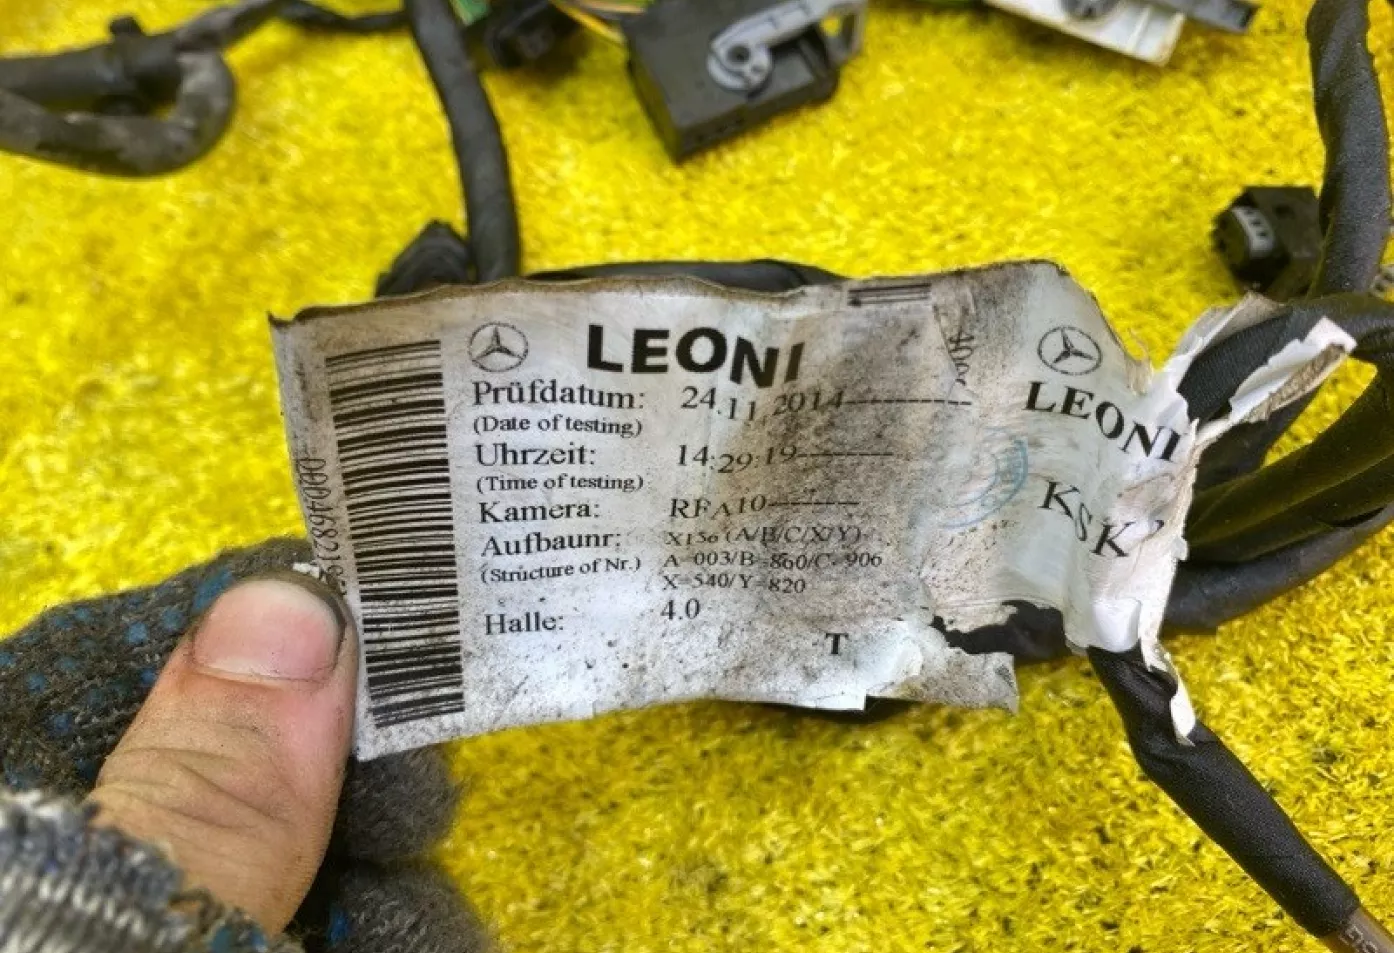 LEONI
Prüfdatum: 24.11.2014
(Date of testing)
Uhrzeit: 14:29:19
(Time of testing)
Kamera: RFA10
Aufbaunr: X156 (A/B/C/X/Y)
(Structure of Nr.) A-003/B-860/C-906
X-540/Y-820
Halle: 4.0
T
LEONI
KSK